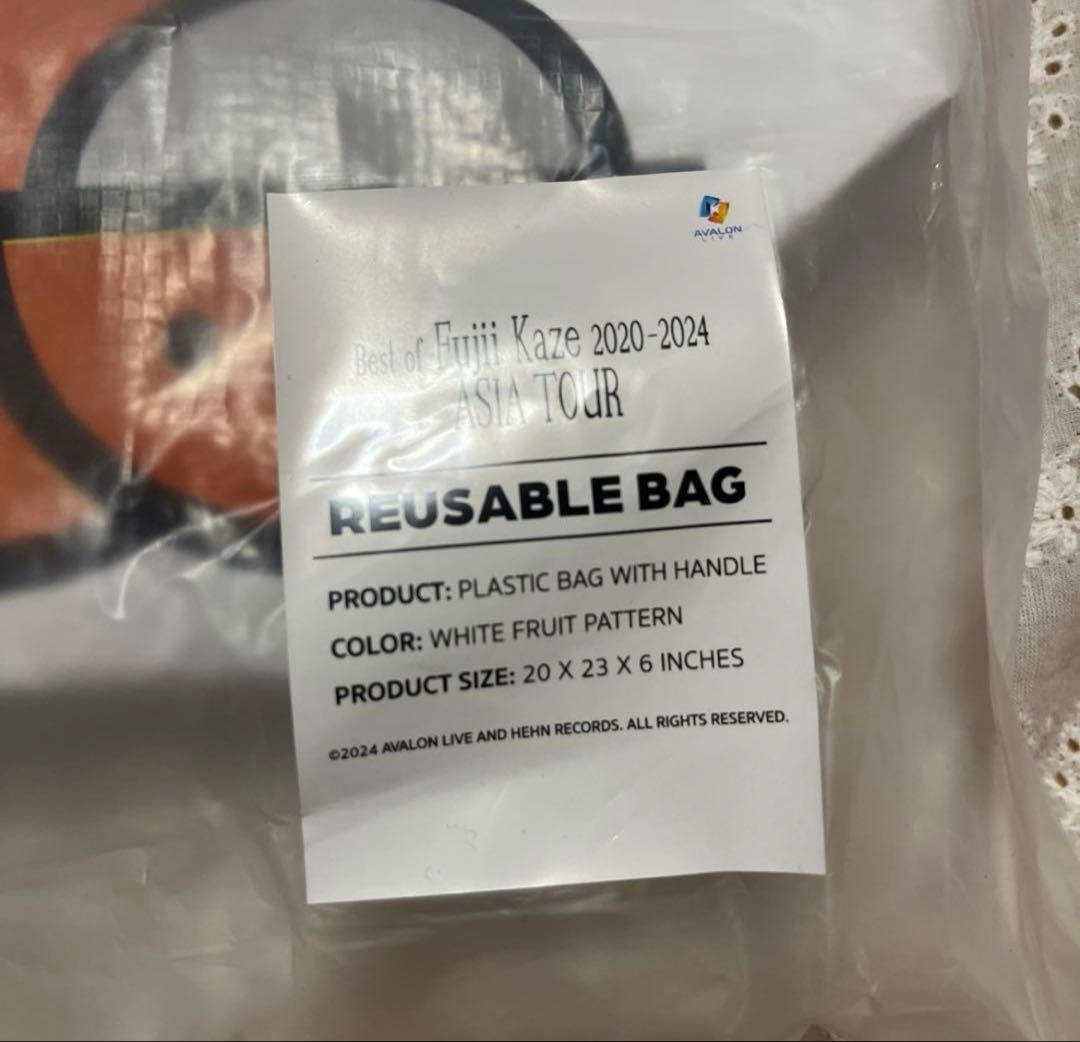 AVALON
LIVE
Best of Fujii Kaze 2020-2024
ASIA TOUR
REUSABLE BAG
PRODUCT: PLASTIC BAG WITH HANDLE
COLOR: WHITE FRUIT PATTERN
PRODUCT SIZE: 20 X 23 X 6 INCHES
©2024 AVALON LIVE AND HEHN RECORDS. ALL RIGHTS RESERVED.